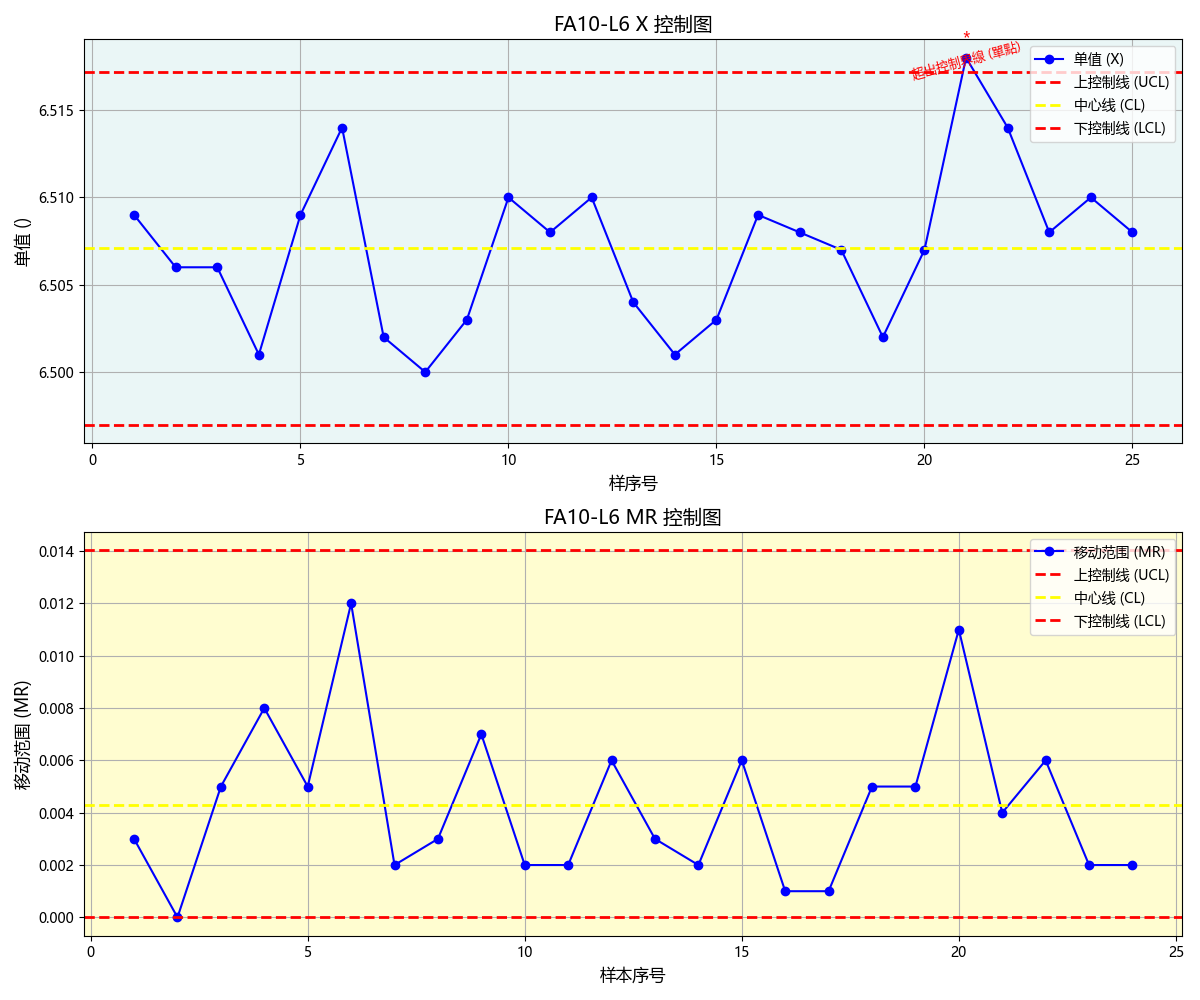 FA10-L6 X 控制图
*
超出控制界線 (單點)
单值 (X)
上控制线 (UCL)
中心线 (CL)
下控制线 (LCL)
单值 ()
6.515
6.510
6.505
6.500
0 5 10 15 20 25
样序号
FA10-L6 MR 控制图
移动范围 (MR)
上控制线 (UCL)
中心线 (CL)
下控制线 (LCL)
移动范围 (MR)
0.014
0.012
0.010
0.008
0.006
0.004
0.002
0.000
0 5 10 15 20 25
样本序号